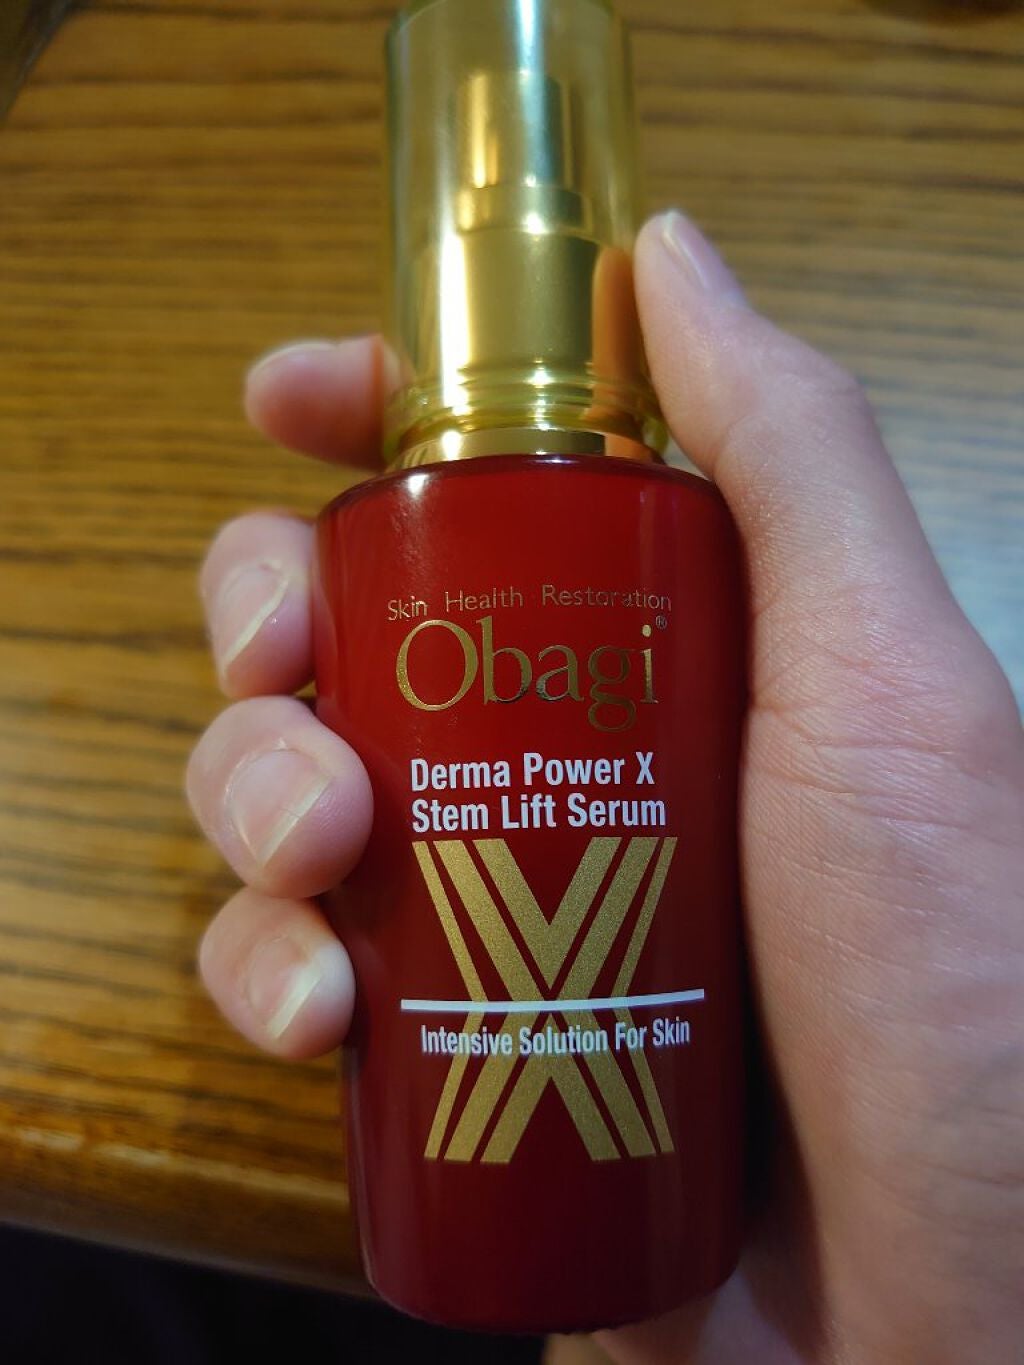 Skin Health Restoration
Obagi®
Derma Power X
Stem Lift Serum
X
Intensive Solution For Skin